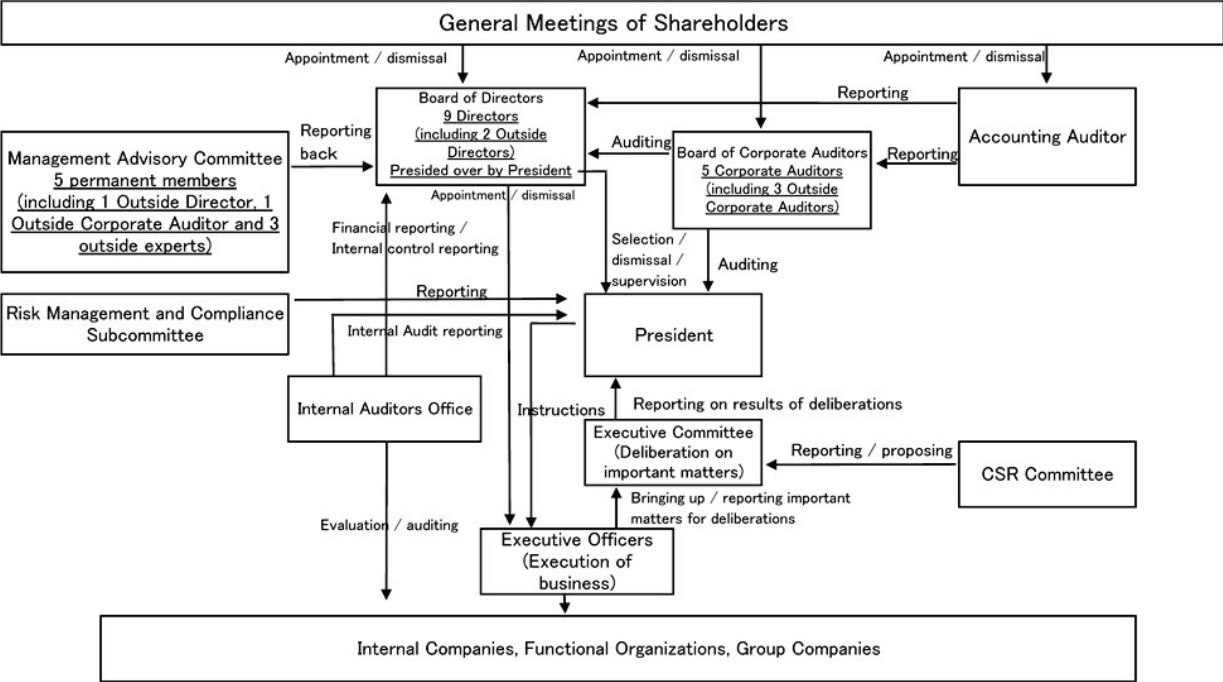 General Meetings of Shareholders
Appointment / dismissal
Appointment / dismissal
Appointment / dismissal
Board of Directors
9 Directors
(including 2 Outside
Directors)
Presided over by President
Reporting
Accounting Auditor
Reporting
back
Auditing
Reporting
Management Advisory Committee
5 permanent members
(including 1 Outside Director, 1
Outside Corporate Auditor and 3
outside experts)
Board of Corporate Auditors
5 Corporate Auditors
(including 3 Outside
Corporate Auditors)
Appointment / dismissal
Financial reporting /
Internal control reporting
Selection /
dismissal /
supervision
Auditing
Risk Management and Compliance
Subcommittee
Reporting
Internal Audit reporting
President
Internal Auditors Office
Instructions
Reporting on results of deliberations
Executive Committee
(Deliberation on
important matters)
Reporting / proposing
CSR Committee
Bringing up / reporting important
matters for deliberations
Evaluation / auditing
Executive Officers
(Execution of
business)
Internal Companies, Functional Organizations, Group Companies